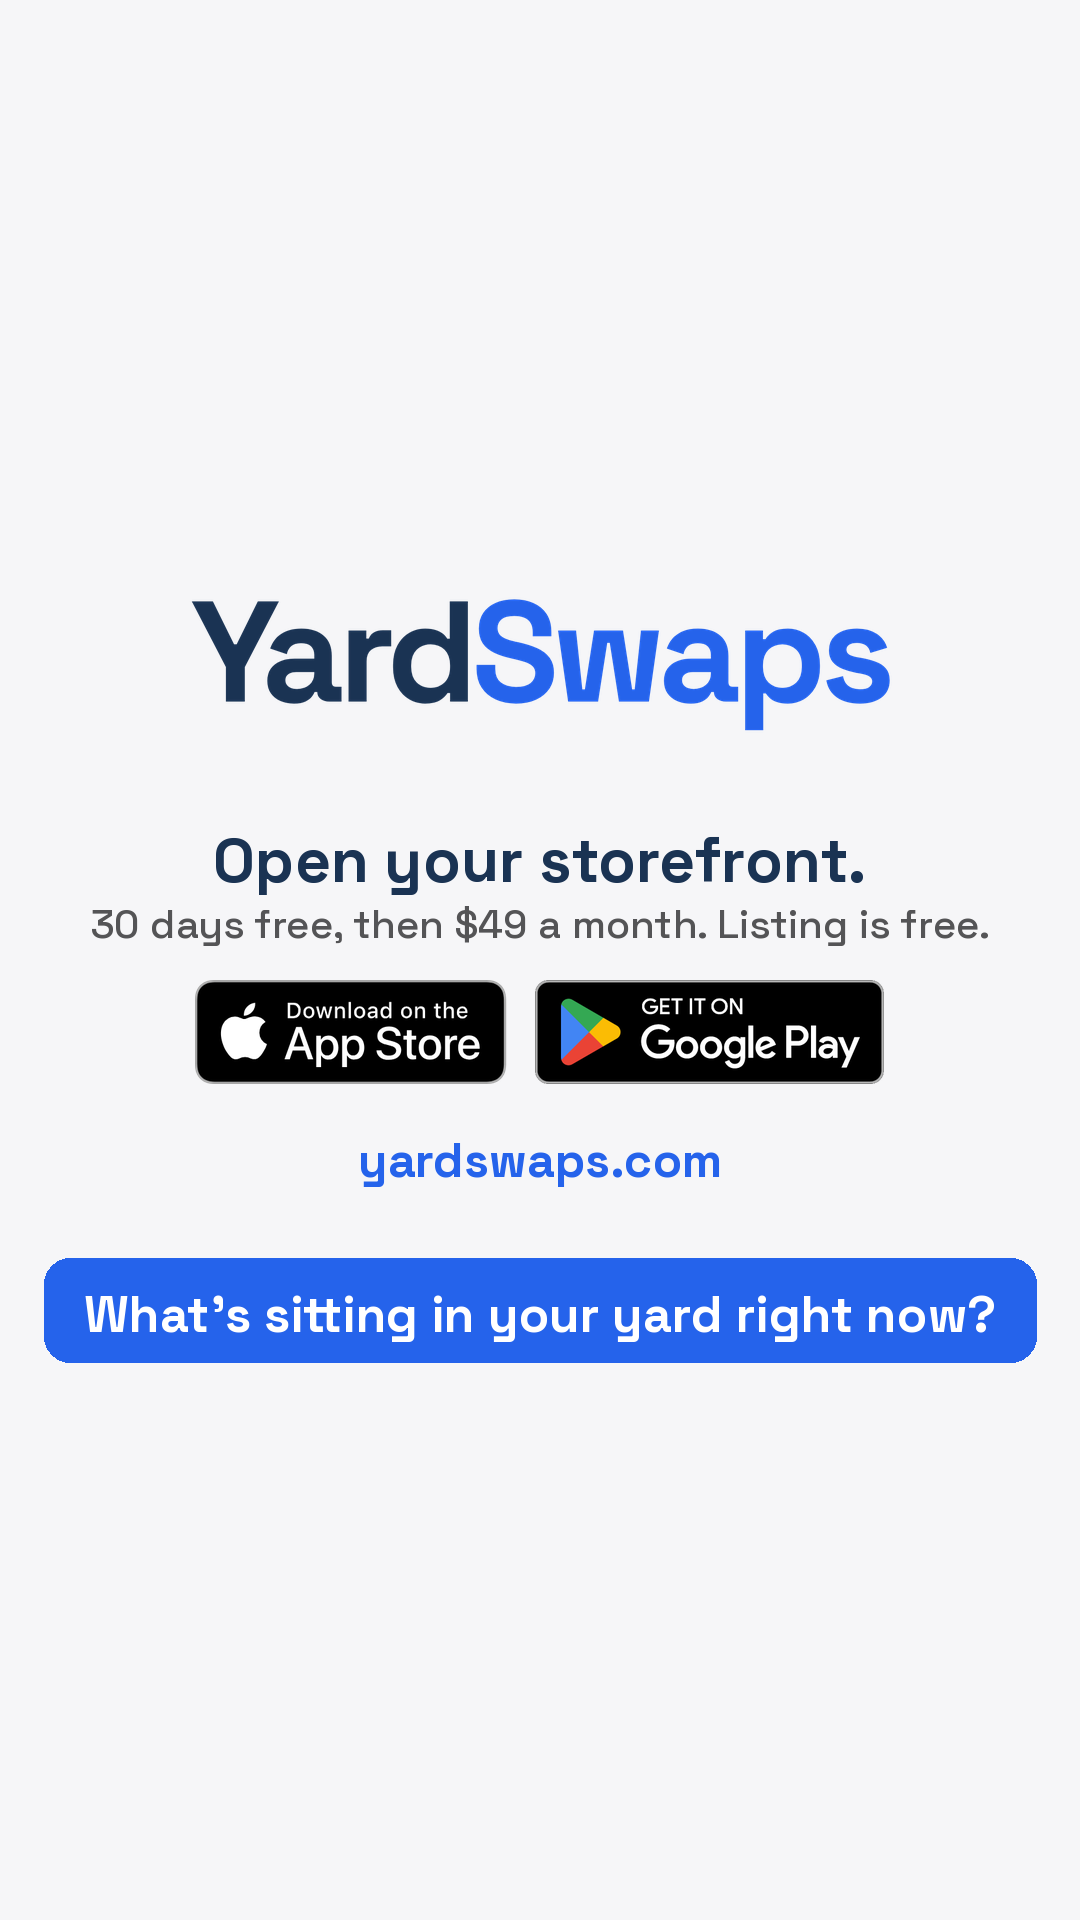 YardSwaps
Open your storefront.
30 days free, then $49 a month. Listing is free.
Download on the
App Store
GET IT ON
Google Play
yardswaps.com
What’s sitting in your yard right now?